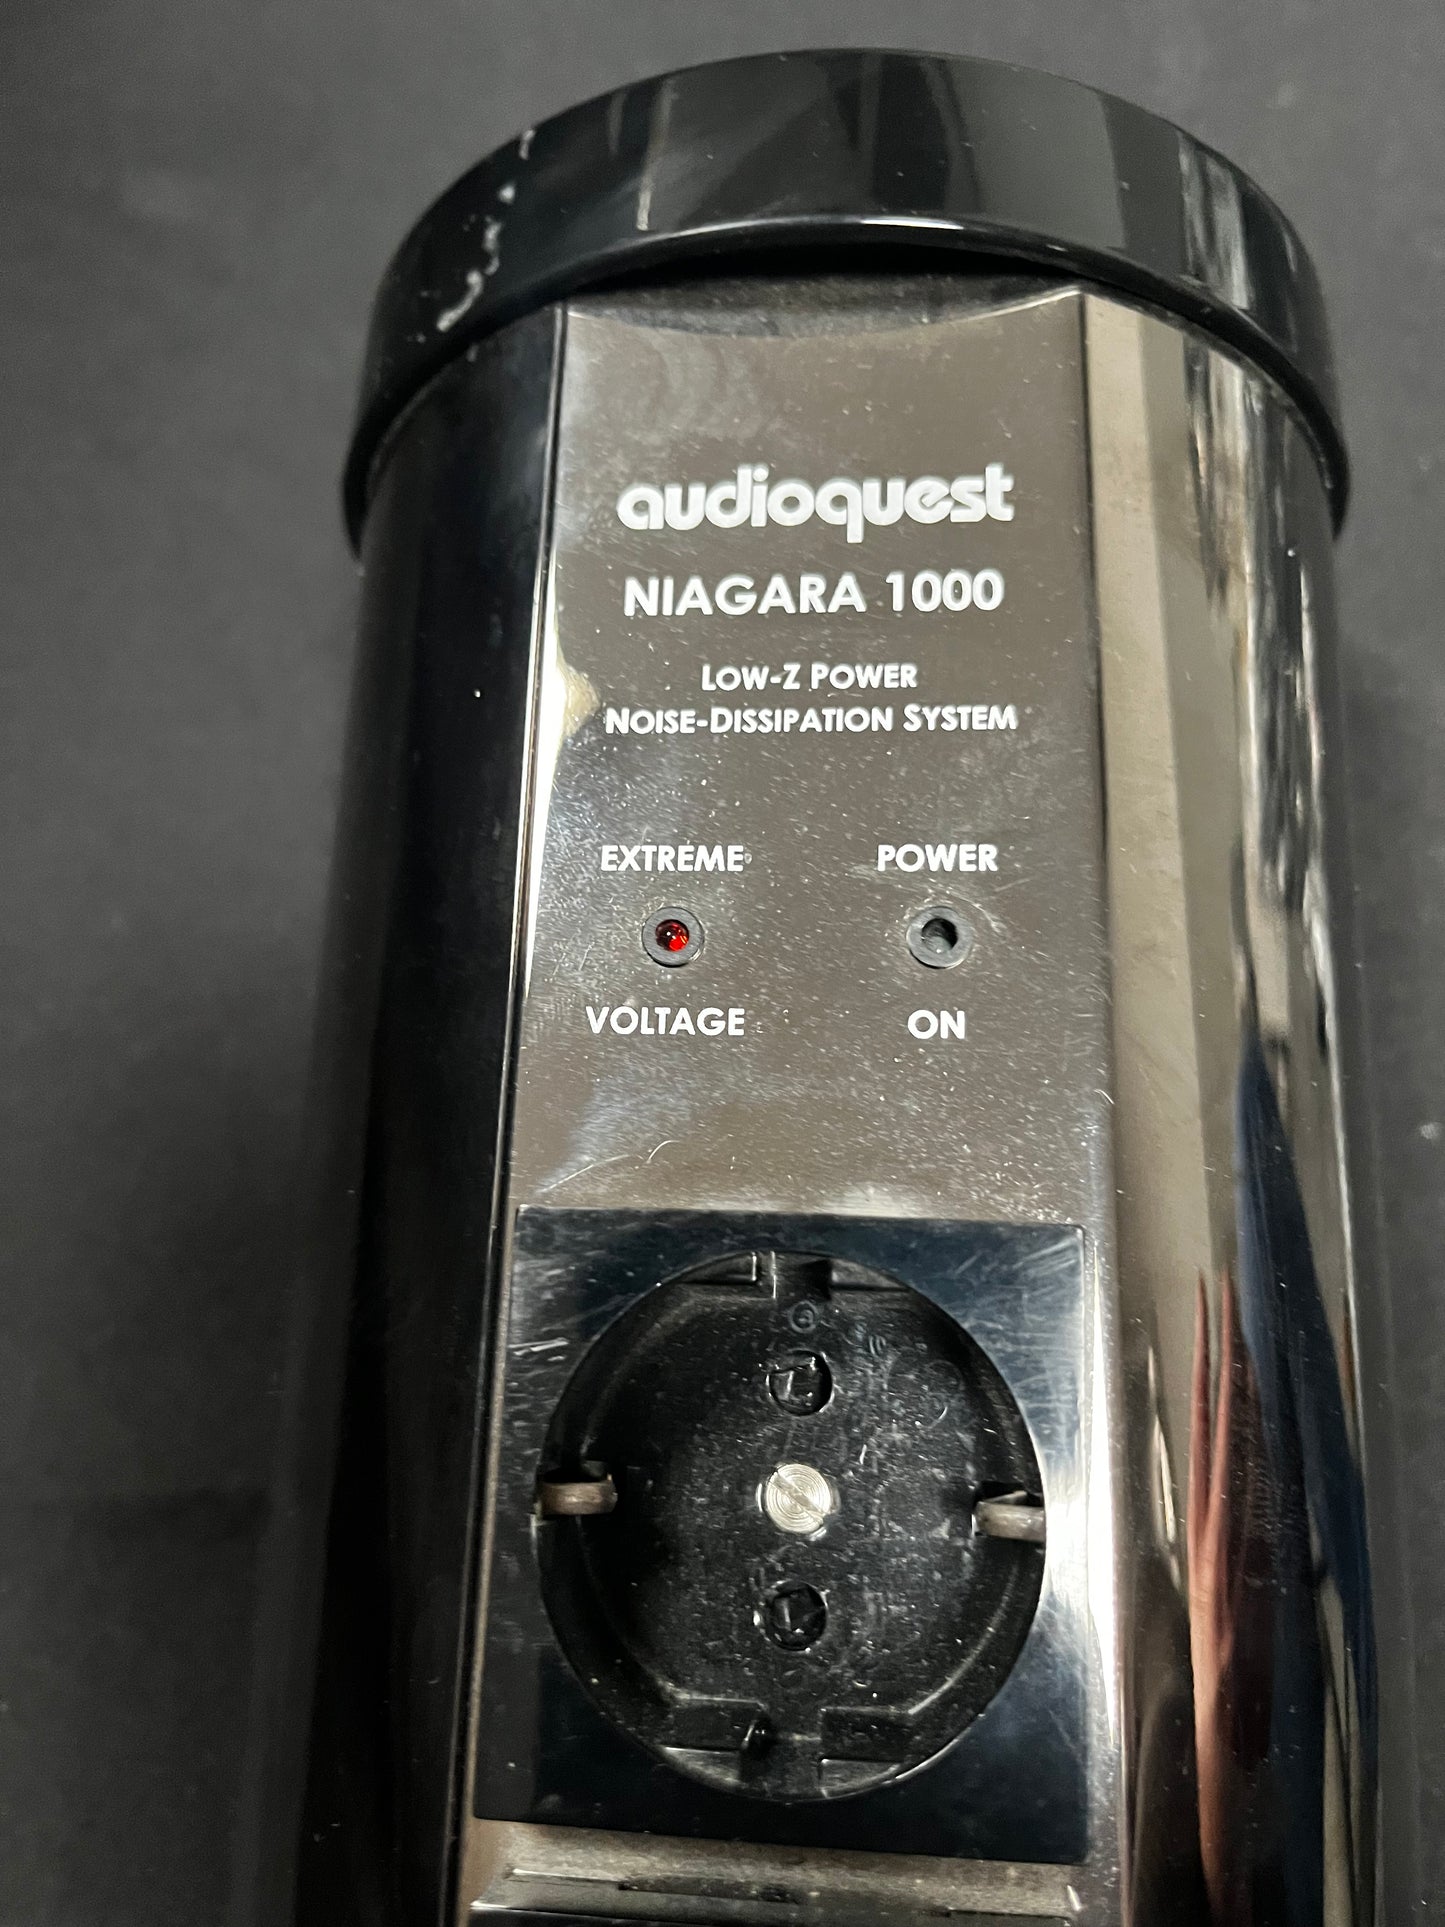 audioquest
NIAGARA 1000
LOW-Z POWER
NOISE-DISSIPATION SYSTEM
EXTREME POWER
VOLTAGE ON